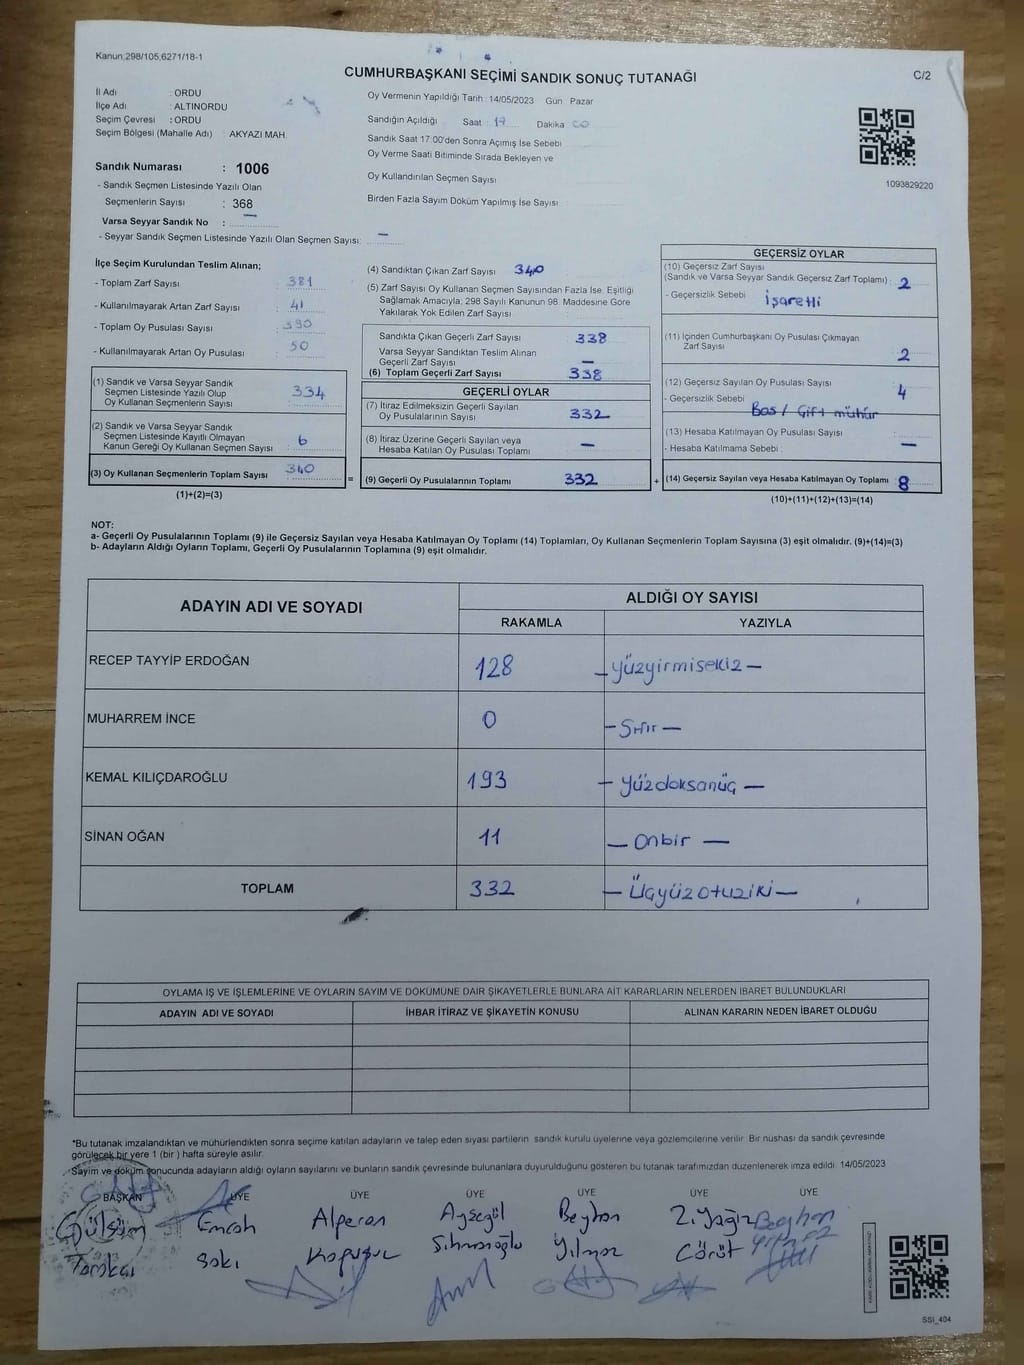 Kanun:298/105,6271/18-1
C/2
CUMHURBAŞKANI SEÇİMİ SANDIK SONUÇ TUTANAĞI
İl Adı : ORDU
İlçe Adı : ALTINORDU
Seçim Çevresi : ORDU
Seçim Bölgesi (Mahalle Adı) : AKYAZI MAH.
Oy Vermenin Yapıldığı Tarih :14/05/2023 Gün : Pazar
Sandığın Açıldığı Saat : 17 Dakika : 00
Sandık Saat 17:00'den Sonra Açımış İse Sebebi :
Oy Verme Saati Bitiminde Sırada Bekleyen ve
Oy Kullandırılan Seçmen Sayısı :
Birden Fazla Sayım Döküm Yapılmış İse Sayısı :
1093829220
Sandık Numarası : 1006
- Sandık Seçmen Listesinde Yazılı Olan
Seçmenlerin Sayısı : 368
Varsa Seyyar Sandık No : —
- Seyyar Sandık Seçmen Listesinde Yazılı Olan Seçmen Sayısı: —
İlçe Seçim Kurulundan Teslim Alınan;
- Toplam Zarf Sayısı : 381
- Kullanılmayarak Artan Zarf Sayısı : 41
- Toplam Oy Pusulası Sayısı : 390
- Kullanılmayarak Artan Oy Pusulası : 50
(1) Sandık ve Varsa Seyyar Sandık
Seçmen Listesinde Yazılı Olup
Oy Kullanan Seçmenlerin Sayısı : 334
(2) Sandık ve Varsa Seyyar Sandık
Seçmen Listesinde Kayıtlı Olmayan
Kanun Gereği Oy Kullanan Seçmen Sayısı : 6
(3) Oy Kullanan Seçmenlerin Toplam Sayısı : 340
(1)+(2)=(3)
(4) Sandıktan Çıkan Zarf Sayısı : 340
(5) Zarf Sayısı Oy Kullanan Seçmen Sayısından Fazla İse, Eşitliği
Sağlamak Amacıyla; 298 Sayılı Kanunun 98. Maddesine Göre
Yakılarak Yok Edilen Zarf Sayısı :
Sandıkta Çıkan Geçerli Zarf Sayısı : 338
Varsa Seyyar Sandıktan Teslim Alınan
Geçerli Zarf Sayısı : —
(6) Toplam Geçerli Zarf Sayısı : 338
GEÇERLİ OYLAR
(7) İtiraz Edilmeksizin Geçerli Sayılan
Oy Pusulalarının Sayısı : 332
(8) İtiraz Üzerine Geçerli Sayılan veya
Hesaba Katılan Oy Pusulası Toplamı : —
= (9) Geçerli Oy Pusulalarının Toplamı : 332
GEÇERSİZ OYLAR
(10) Geçersiz Zarf Sayısı
(Sandık ve Varsa Seyyar Sandık Geçersiz Zarf Toplamı) : 2
- Geçersizlik Sebebi : işaretli
(11) İçinden Cumhurbaşkanı Oy Pusulası Çıkmayan
Zarf Sayısı : 2
(12) Geçersiz Sayılan Oy Pusulası Sayısı : 4
- Geçersizlik Sebebi : Boş / Çift mühür
(13) Hesaba Katılmayan Oy Pusulası Sayısı : —
- Hesaba Katılmama Sebebi :
+ (14) Geçersiz Sayılan veya Hesaba Katılmayan Oy Toplamı : 8
(10)+(11)+(12)+(13)=(14)
NOT:
a- Geçerli Oy Pusulalarının Toplamı (9) ile Geçersiz Sayılan veya Hesaba Katılmayan Oy Toplamı (14) Toplamları, Oy Kullanan Seçmenlerin Toplam Sayısına (3) eşit olmalıdır. (9)+(14)=(3)
b- Adayların Aldığı Oyların Toplamı, Geçerli Oy Pusulalarının Toplamına (9) eşit olmalıdır.
ADAYIN ADI VE SOYADI ALDIĞI OY SAYISI
RAKAMLA YAZIYLA
RECEP TAYYİP ERDOĞAN 128 — yüzyirmisekiz —
MUHARREM İNCE 0 — Sıfır —
KEMAL KILIÇDAROĞLU 193 — yüzdoksanüç —
SİNAN OĞAN 11 — Onbir —
TOPLAM 332 — Üçyüzotuziki —
OYLAMA İŞ VE İŞLEMLERİNE VE OYLARIN SAYIM VE DÖKÜMÜNE DAİR ŞİKAYETLERLE BUNLARA AİT KARARLARIN NELERDEN İBARET BULUNDUKLARI
ADAYIN ADI VE SOYADI İHBAR İTİRAZ VE ŞİKAYETİN KONUSU ALINAN KARARIN NEDEN İBARET OLDUĞU
*Bu tutanak imzalandıktan ve mühürlendikten sonra seçime katılan adayların ve talep eden siyasi partilerin sandık kurulu üyelerine veya gözlemcilerine verilir. Bir nüshası da sandık çevresinde
görülecek bir yere 1 (bir ) hafta süreyle asılır.
*Sayım ve döküm sonucunda adayların aldığı oyların sayılarını ve bunların sandık çevresinde bulunanlara duyurulduğunu gösteren bu tutanak tarafımızdan düzenlenerek imza edildi. 14/05/2023
BAŞKAN ÜYE ÜYE ÜYE ÜYE ÜYE ÜYE
Gülsüm Alperen Ayşegül Beyhan Z.Yağız Beyhan
Yılmaz
SSI_404